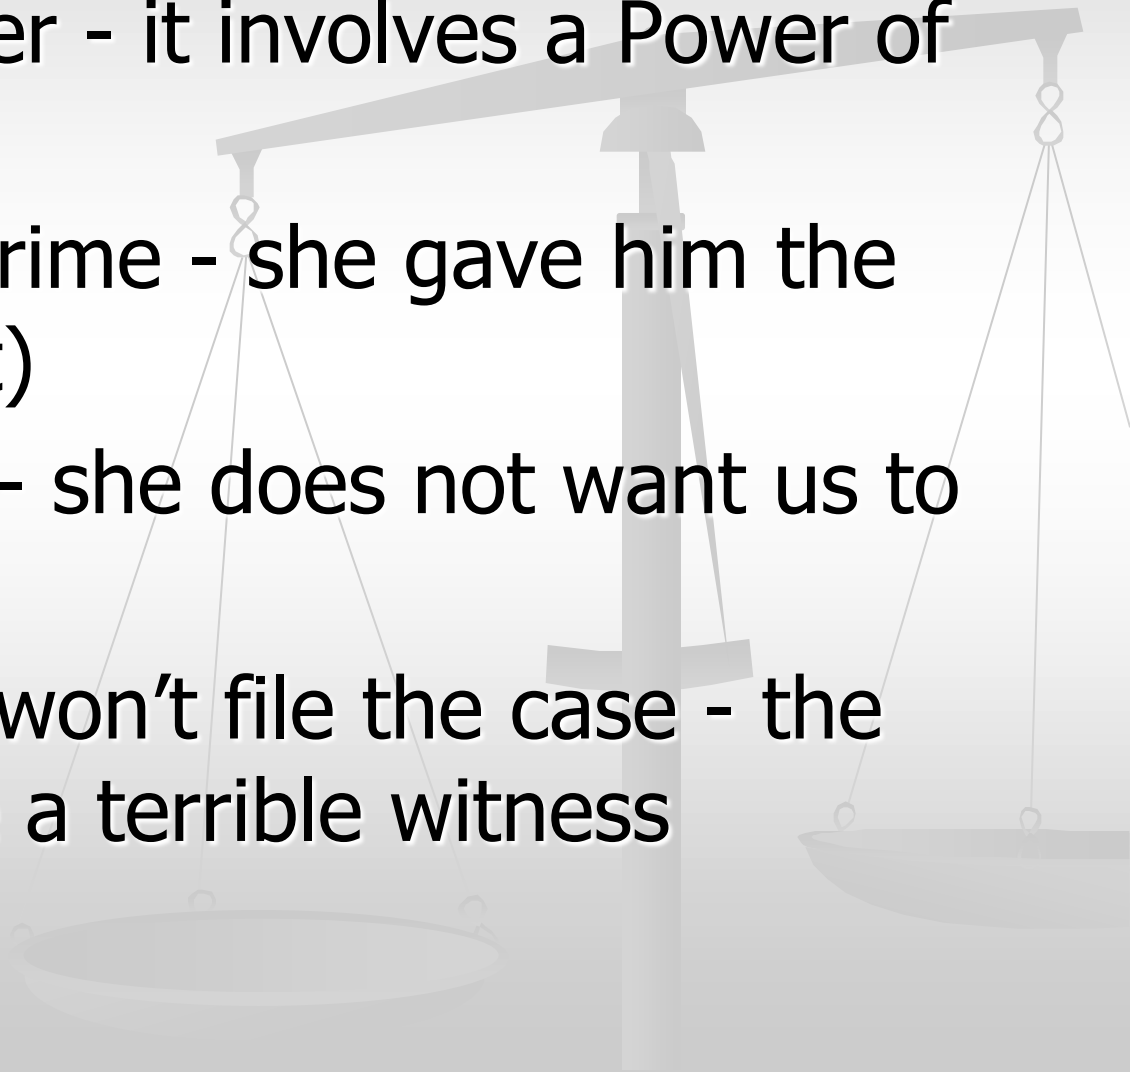 er - it involves a Power of
rime - she gave him the
t)
- she does not want us to
won’t file the case - the
a terrible witness